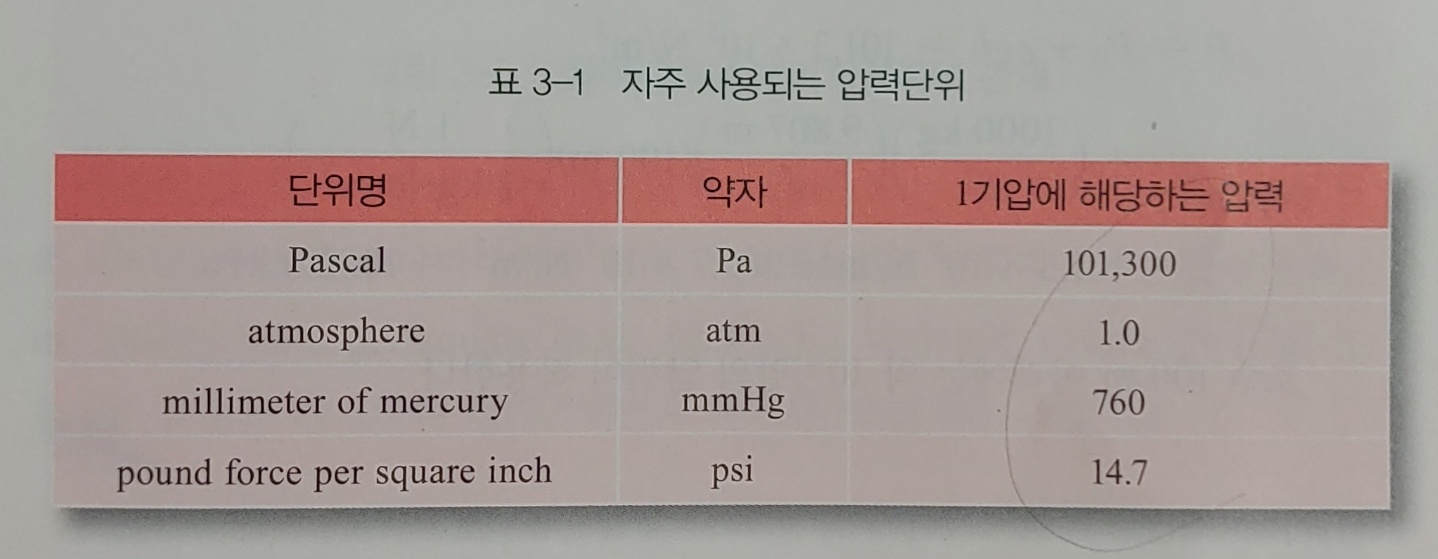 표 3-1 자주 사용되는 압력단위
단위명 약자 1기압에 해당하는 압력
Pascal Pa 101,300
atmosphere atm 1.0
millimeter of mercury mmHg 760
pound force per square inch psi 14.7